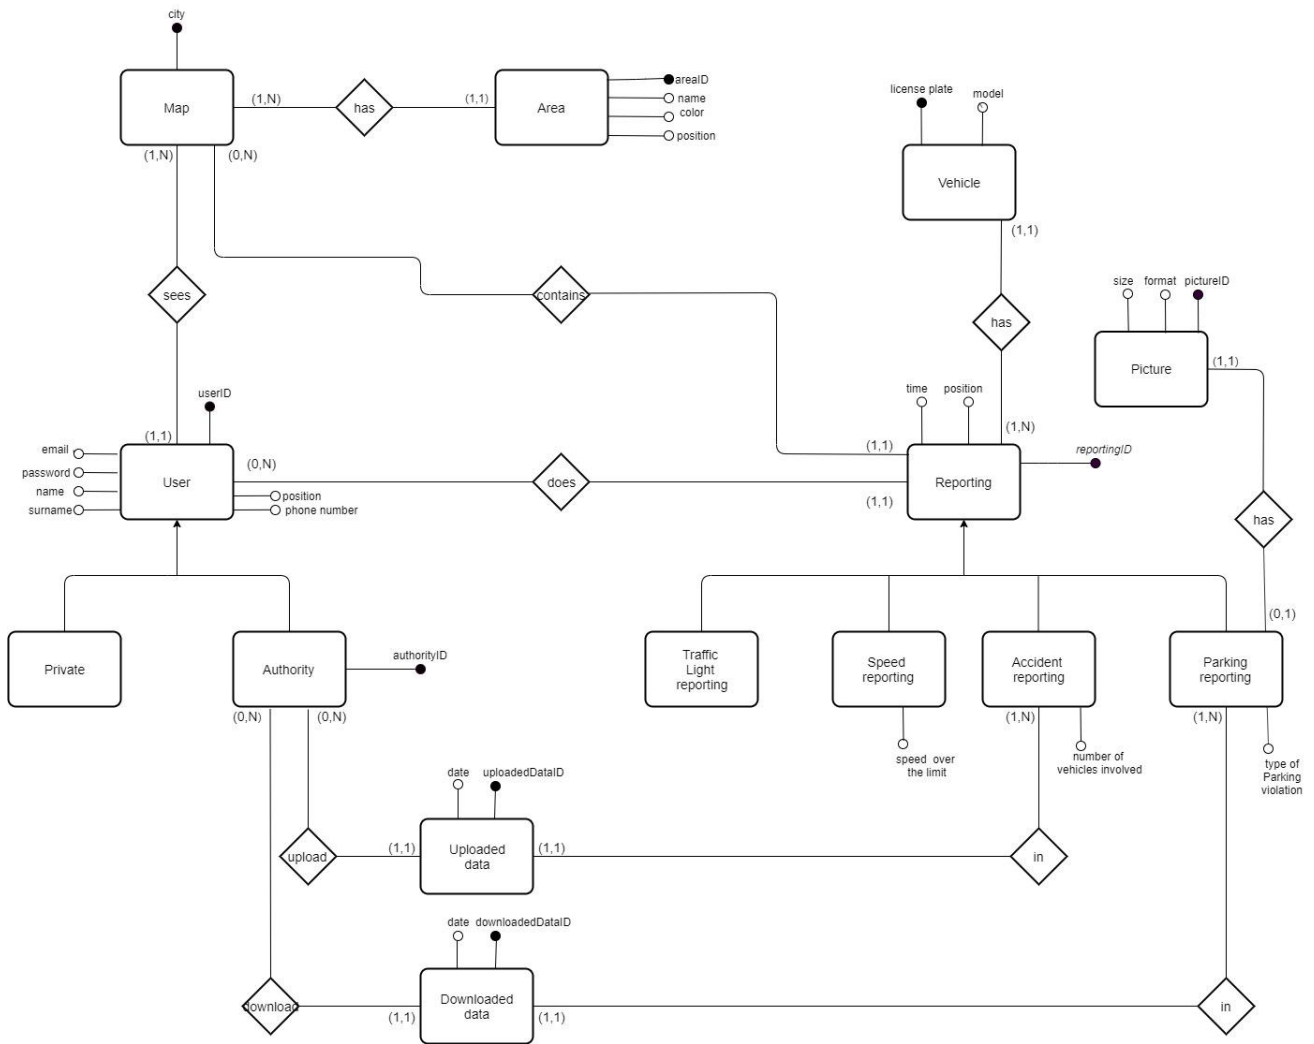 city
Map
(1,N)
has
(1,1)
Area
areaID
name
color
position
license plate
model
Vehicle
(1,1)
(1,N)
(0,N)
sees
contains
has
size
format
pictureID
Picture
(1,1)
time
position
(1,N)
userID
(1,1)
email
password
name
surname
User
(0,N)
position
phone number
does
(1,1)
(1,1)
Reporting
reportingID
has
(0,1)
Private
Authority
authorityID
(0,N)
(0,N)
Traffic
Light
reporting
Speed
reporting
Accident
reporting
Parking
reporting
(1,N)
(1,N)
speed over
the limit
number of
vehicles involved
type of
Parking
violation
date
uploadedDataID
upload
(1,1)
Uploaded
data
(1,1)
in
date
downloadedDataID
download
(1,1)
Downloaded
data
(1,1)
in